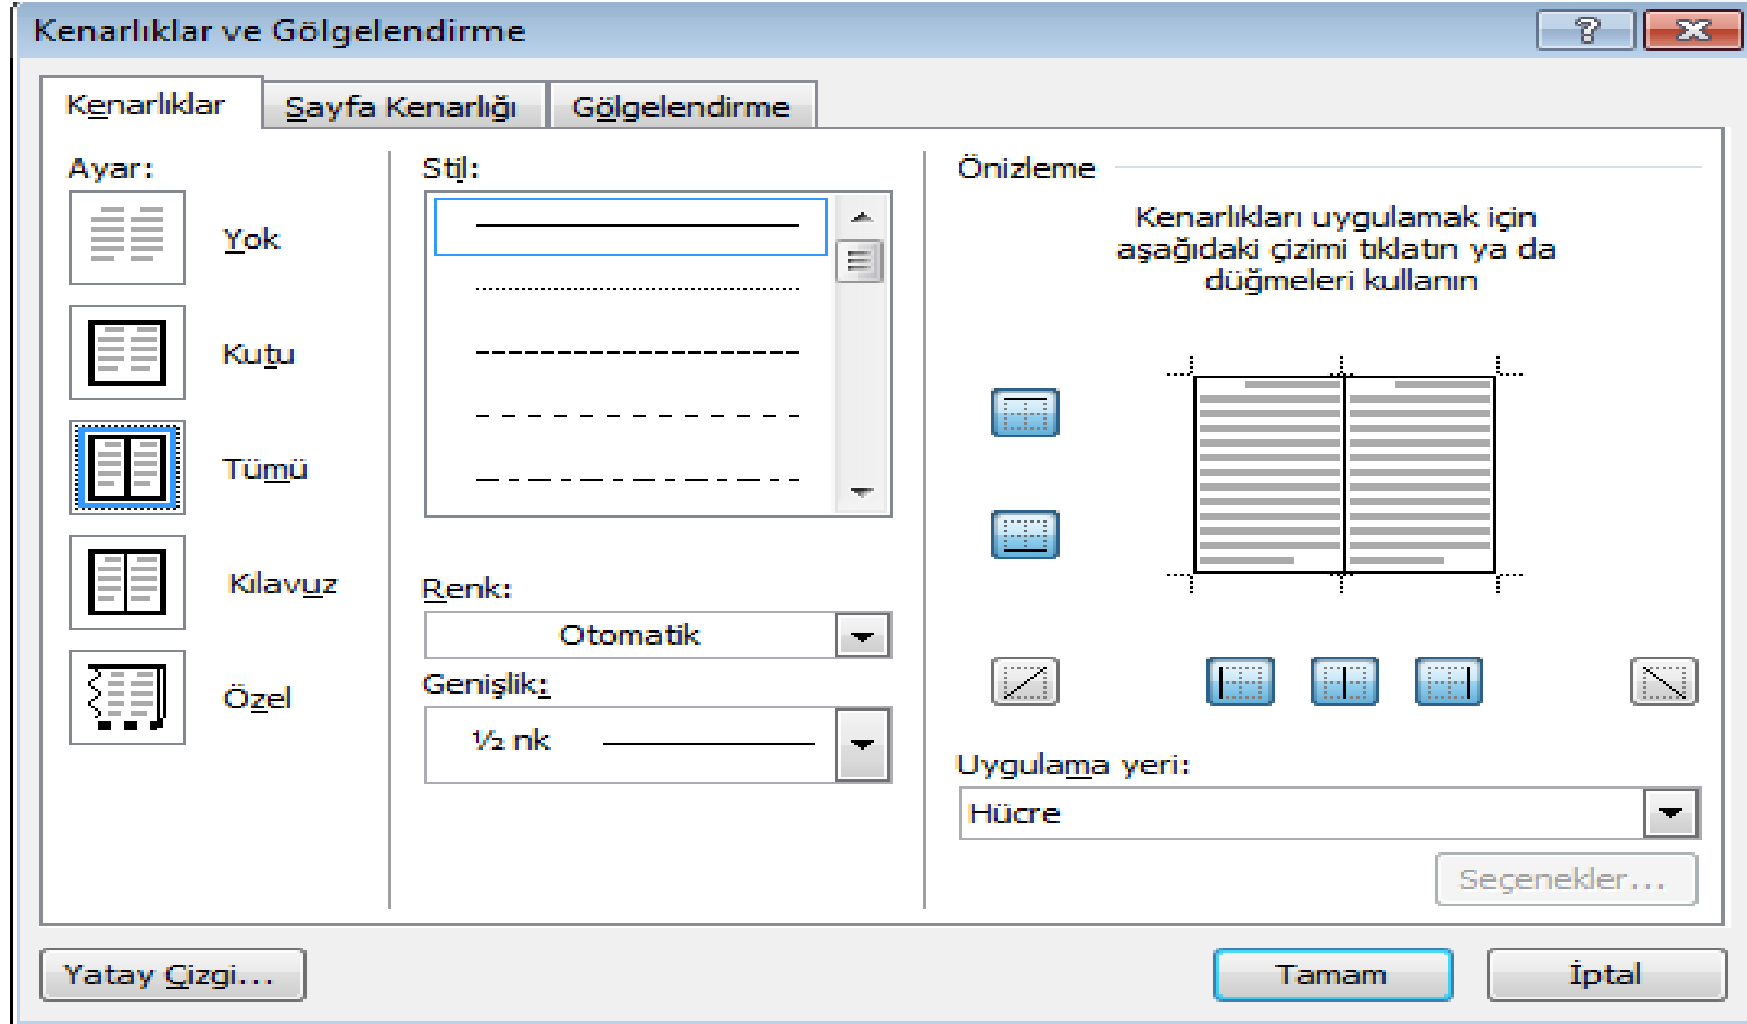 Kenarlıklar ve Gölgelendirme
Kenarlıklar
Sayfa Kenarlığı
Gölgelendirme
Ayar:
Yok
Kutu
Tümü
Kılavuz
Özel
Stil:
Renk:
Otomatik
Genişlik:
½ nk
Önizleme
Kenarlıkları uygulamak için
aşağıdaki çizimi tıklatın ya da
düğmeleri kullanın
Uygulama yeri:
Hücre
Seçenekler...
Yatay Çizgi...
Tamam
İptal